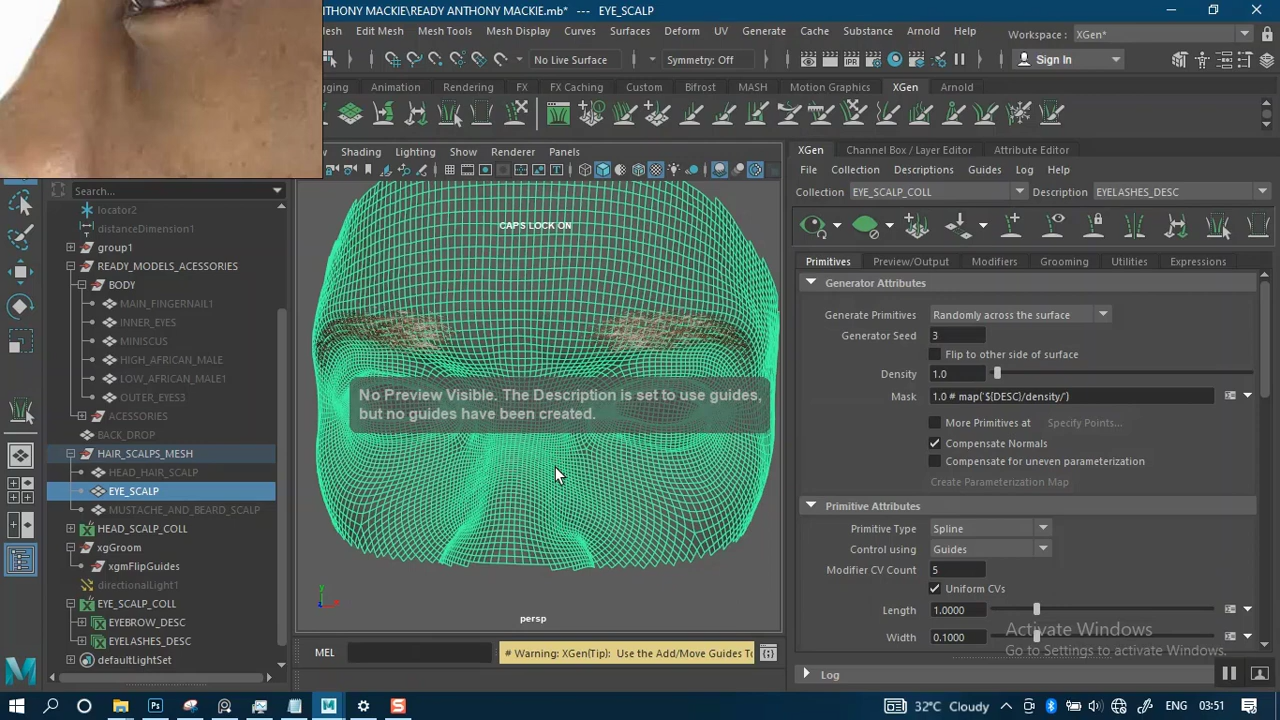 NTHONY MACKIE\READY ANTHONY MACKIE.mb*   ---   EY_SCALP
esh Edit Mesh Mesh Tools Mesh Display Curves Surfaces Deform UV Generate Cache Substance Arnold Help
Workspace : XGen*
No Live Surface Symmetry: Off Sign In
gging Animation Rendering FX FX Caching Custom Bifrost MASH Motion Graphics XGen Arnold
Shading Lighting Show Renderer Panels
XGen Channel Box / Layer Editor Attribute Editor
File Collection Descriptions Guides Log Help
Search...
Collection EYE_SCALP_COLL Description EYELASHES_DESC
locator2
distanceDimension1
group1
READY_MODELS_ACESSORIES
BODY
MAIN_FINGERNAIL1
INNER_EYES
MINISCUS
HIGH_AFRICAN_MALE
LOW_AFRICAN_MALE1
OUTER_EYES3
ACESSORIES
BACK_DROP
HAIR_SCALPS_MESH
HEAD_HAIR_SCALP
EYE_SCALP
MUSTACHE_AND_BEARD_SCALP
HEAD_SCALP_COLL
xgGroom
xgmFlipGuides
directionalLight1
EYE_SCALP_COLL
EYEBROW_DESC
EYELASHES_DESC
defaultLightSet
CAPS LOCK ON
No Preview Visible. The Description is set to use guides,
but no guides have been created.
y
persp
MEL # Warning: XGen(Tip): Use the Add/Move Guides To
Primitives Preview/Output Modifiers Grooming Utilities Expressions
Generator Attributes
Generate Primitives Randomly across the surface
Generator Seed 3
Flip to other side of surface
Density 1.0
Mask 1.0 # map('${DESC}/density/')
More Primitives at Specify Points...
Compensate Normals
Compensate for uneven parameterization
Create Parameterization Map
Primitive Attributes
Primitive Type Spline
Control using Guides
Modifier CV Count 5
Uniform CVs
Length 1.0000
Width 0.1000
Activate Windows
Go to Settings to activate Windows.
Log
32°C Cloudy ENG 03:51